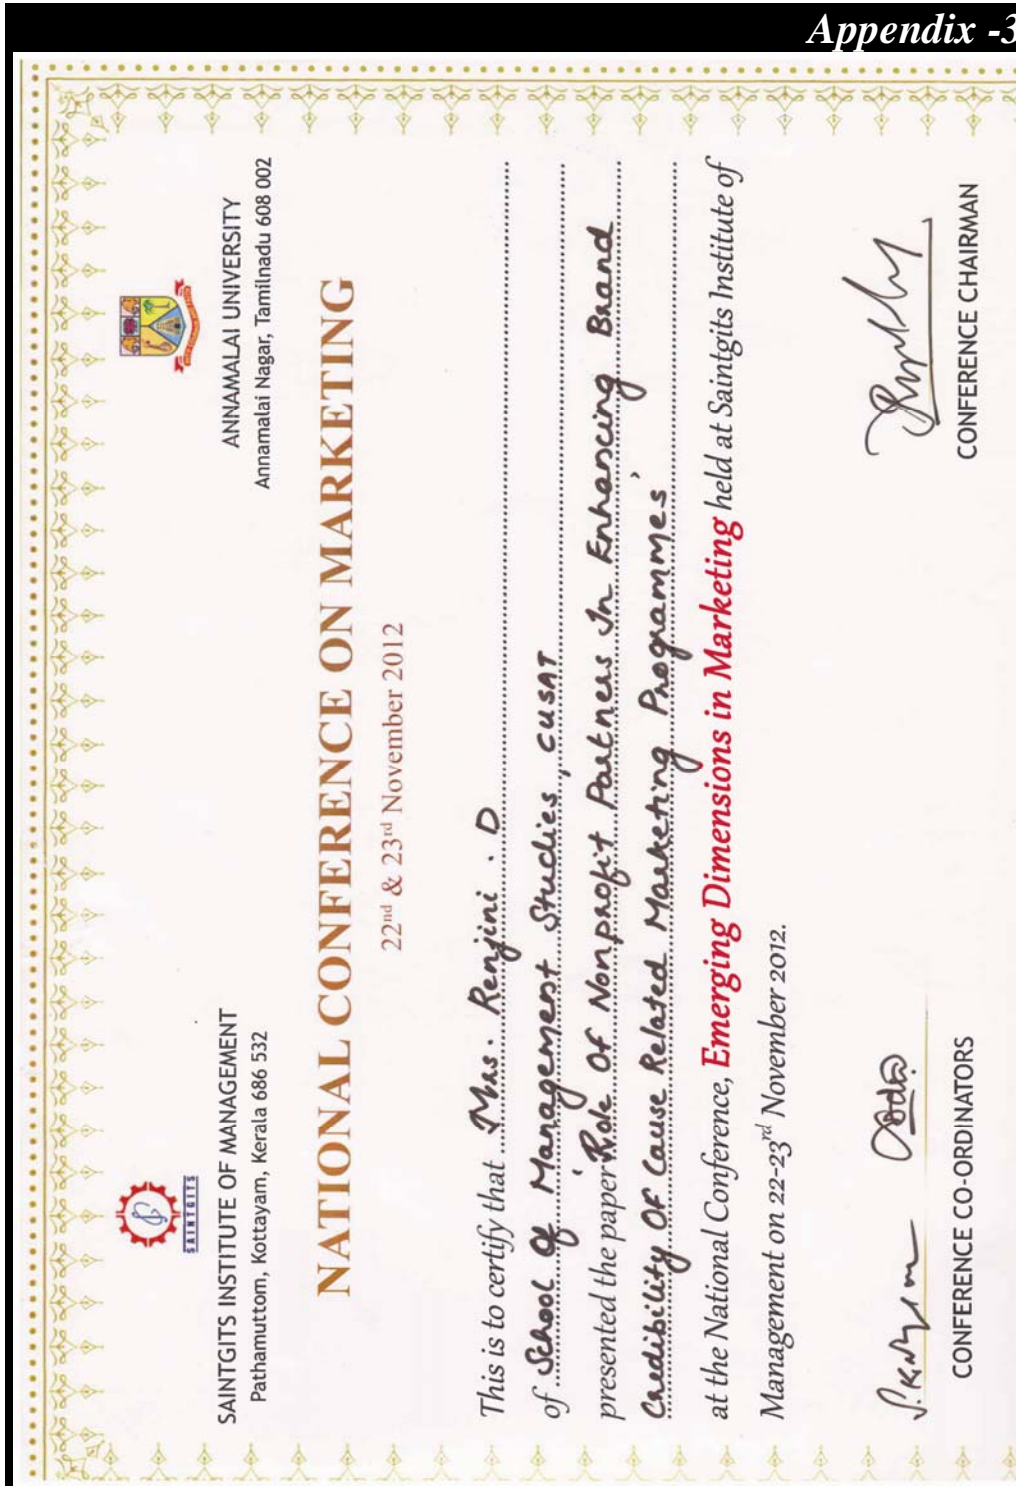 Appendix -3
SAINTGITS
SAINTGITS INSTITUTE OF MANAGEMENT
Pathamuttom, Kottayam, Kerala 686 532
ANNAMALAI UNIVERSITY
Annamalai Nagar, Tamilnadu 608 002
NATIONAL CONFERENCE ON MARKETING
22nd & 23rd November 2012
This is to certify that Mrs. Renjini . D
of School Of Management Studies, CUSAT
presented the paper 'Role Of Nonprofit Partners In Enhancing Brand
Credibility Of Cause Related Marketing Programmes'
at the National Conference, Emerging Dimensions in Marketing held at Saintgits Institute of
Management on 22-23rd November 2012.
CONFERENCE CO-ORDINATORS
CONFERENCE CHAIRMAN